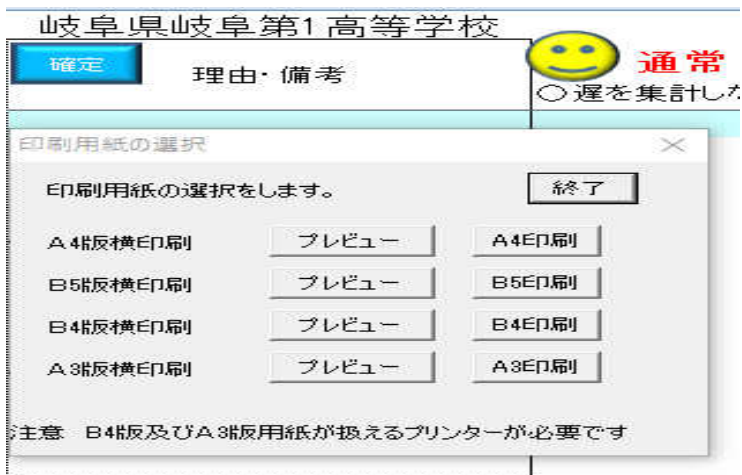 岐阜県岐阜第1高等学校
確定
理由・備考
通常
○遅を集計しな
印刷用紙の選択
印刷用紙の選択をします。
終了
A4版横印刷 プレビュー A4印刷
B5版横印刷 プレビュー B5印刷
B4版横印刷 プレビュー B4印刷
A3版横印刷 プレビュー A3印刷
注意 B4版及びA3版用紙が扱えるプリンターが必要です